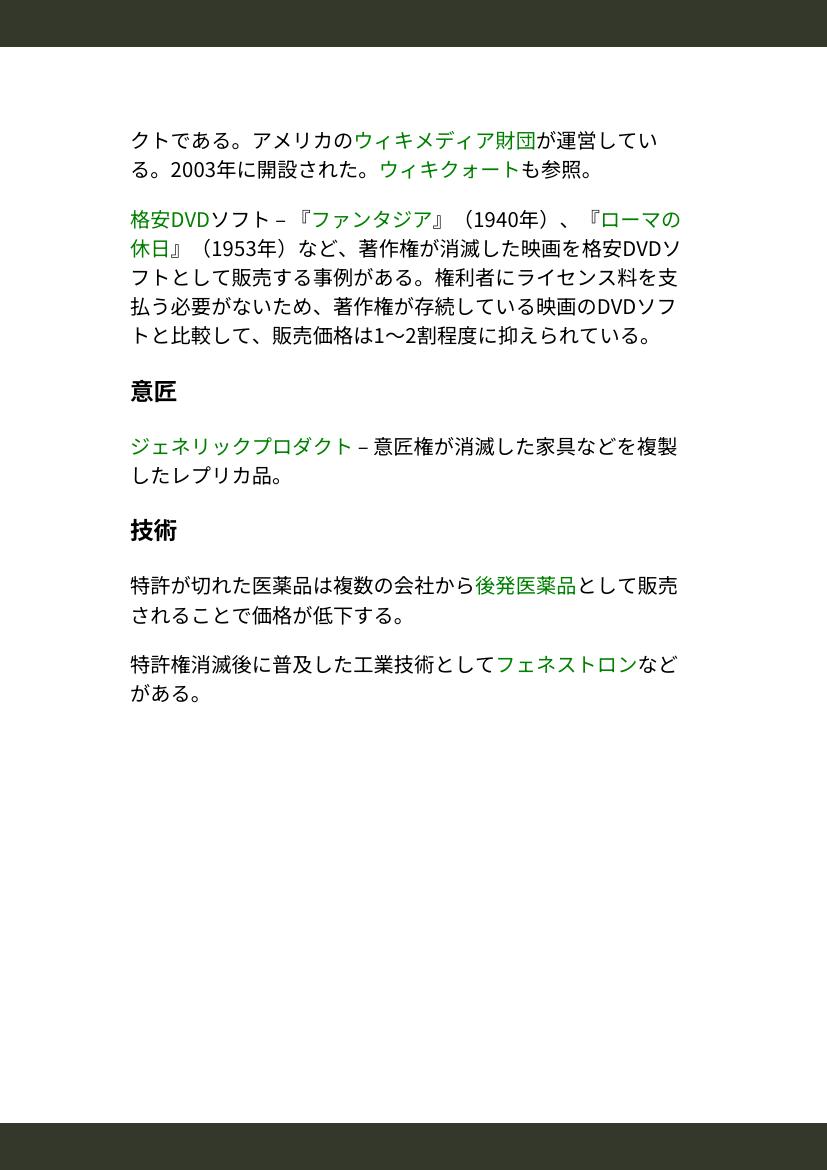 クトである。アメリカのウィキメディア財団が運営してい
る。2003年に開設された。ウィキクォートも参照。
格安DVDソフト – 『ファンタジア』（1940年）、『ローマの
休日』（1953年）など、著作権が消滅した映画を格安DVDソ
フトとして販売する事例がある。権利者にライセンス料を支
払う必要がないため、著作権が存続している映画のDVDソフ
トと比較して、販売価格は1〜2割程度に抑えられている。
意匠
ジェネリックプロダクト – 意匠権が消滅した家具などを複製
したレプリカ品。
技術
特許が切れた医薬品は複数の会社から後発医薬品として販売
されることで価格が低下する。
特許権消滅後に普及した工業技術としてフェネストロンなど
がある。